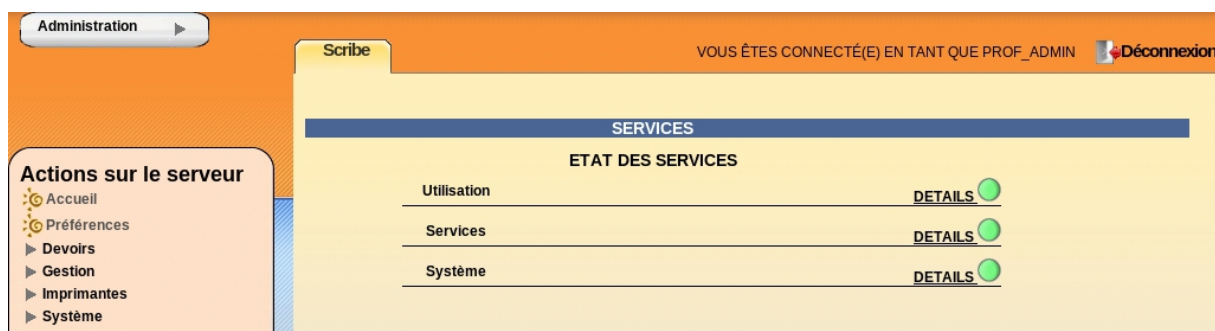 Administration
Scribe
VOUS ÊTES CONNECTÉ(E) EN TANT QUE PROF_ADMIN
Déconnexion
SERVICES
ETAT DES SERVICES
Utilisation DETAILS
Services DETAILS
Système DETAILS
Actions sur le serveur
Accueil
Préférences
Devoirs
Gestion
Imprimantes
Système